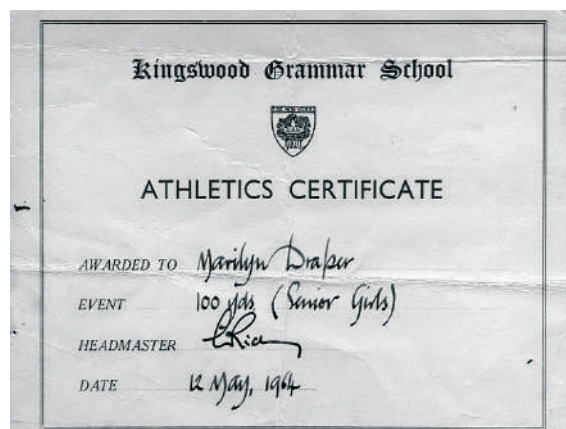 Kingswood Grammar School
ATHLETICS CERTIFICATE
AWARDED TO Marilyn Draper
EVENT 100 yds (Senior Girls)
HEADMASTER
DATE 12 May, 1964